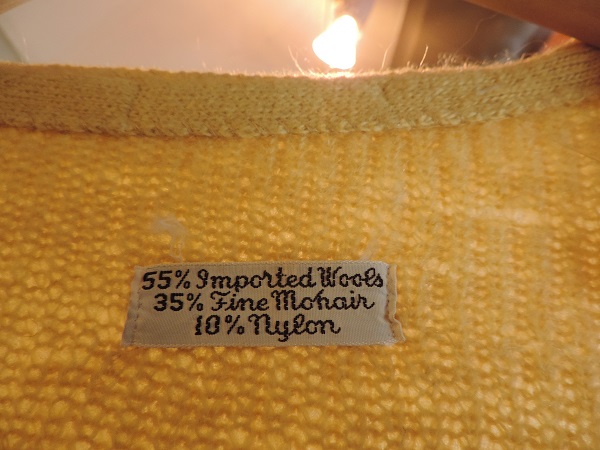 55% Imported Wools
35% Fine Mohair
10% Nylon